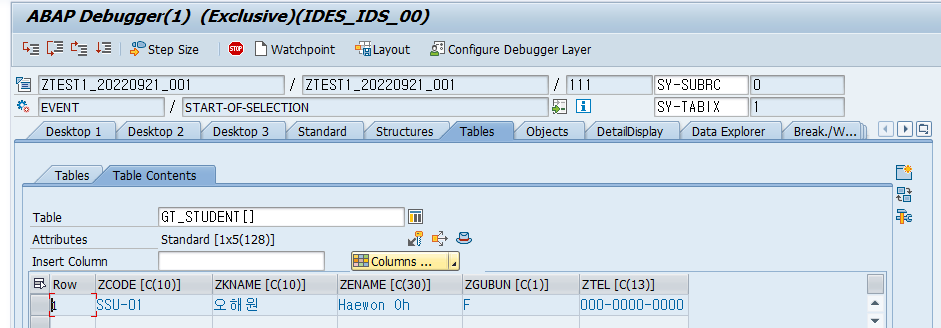 ABAP Debugger(1) (Exclusive)(IDES_IDS_00)
Step Size STOP Watchpoint Layout Configure Debugger Layer
ZTEST1_20220921_001 / ZTEST1_20220921_001 / 111 SY-SUBRC 0
EVENT / START-OF-SELECTION SY-TABIX 1
Desktop 1 Desktop 2 Desktop 3 Standard Structures Tables Objects DetailDisplay Data Explorer Break./W...
Tables Table Contents
Table GT_STUDENT[]
Attributes Standard [1x5(128)]
Insert Column Columns ...
Row ZCODE [C(10)] ZKNAME [C(10)] ZENAME [C(30)] ZGUBUN [C(1)] ZTEL [C(13)]
1 SSU-01 오해원 Haewon Oh F 000-0000-0000